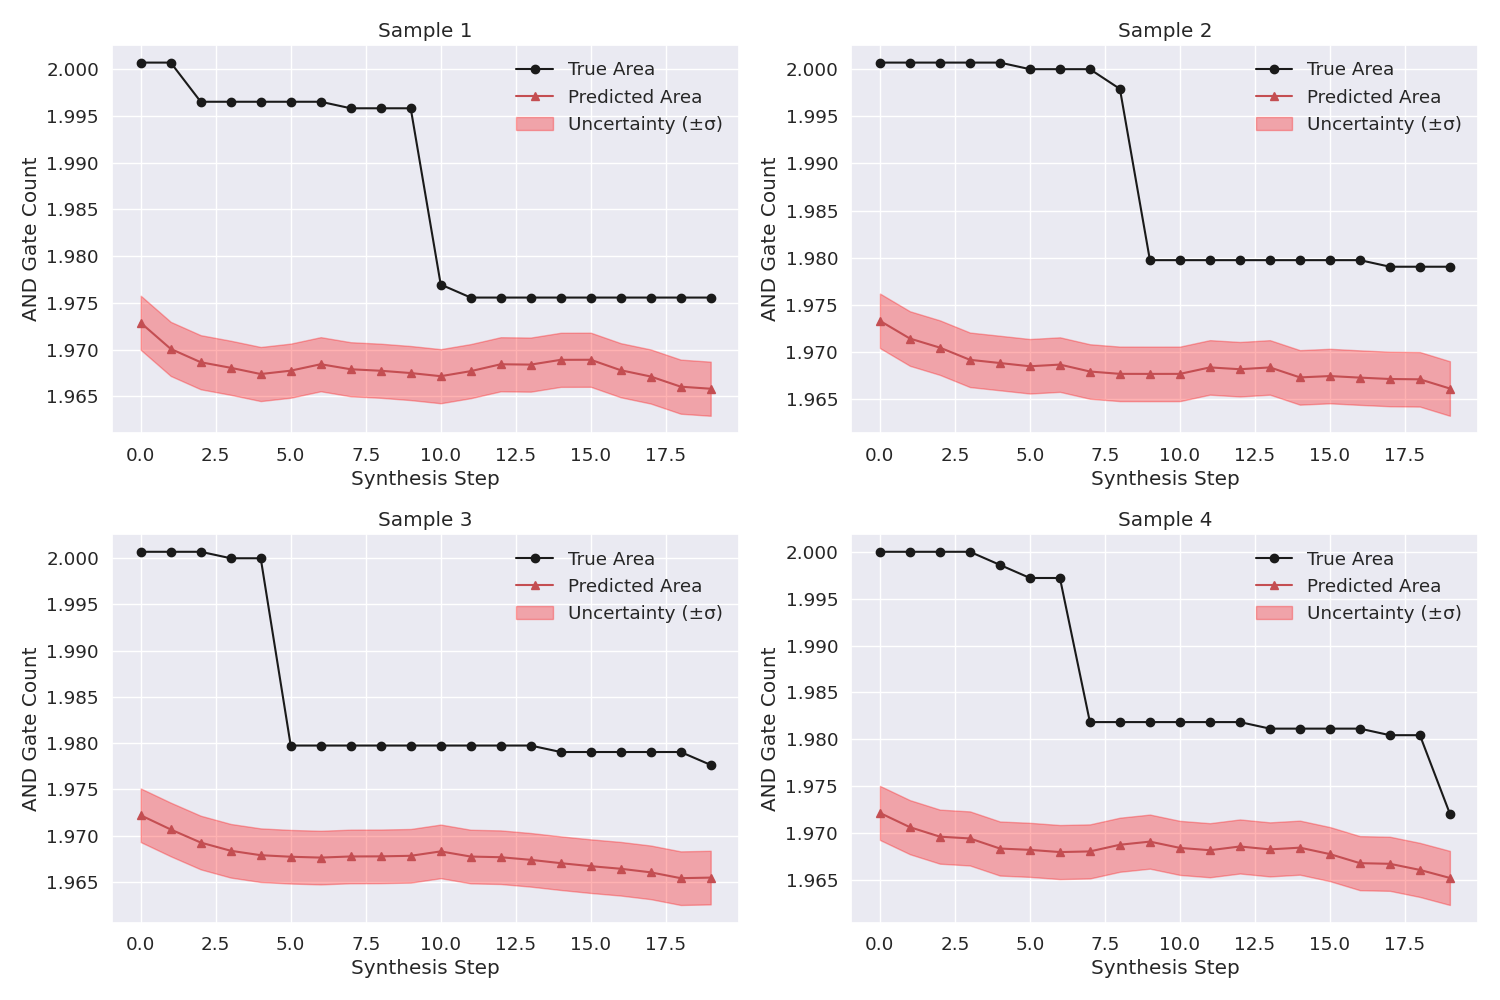 Sample 1
AND Gate Count
2.000
1.995
1.990
1.985
1.980
1.975
1.970
1.965
True Area
Predicted Area
Uncertainty (±σ)
0.0 2.5 5.0 7.5 10.0 12.5 15.0 17.5
Synthesis Step
Sample 2
AND Gate Count
2.000
1.995
1.990
1.985
1.980
1.975
1.970
1.965
True Area
Predicted Area
Uncertainty (±σ)
0.0 2.5 5.0 7.5 10.0 12.5 15.0 17.5
Synthesis Step
Sample 3
AND Gate Count
2.000
1.995
1.990
1.985
1.980
1.975
1.970
1.965
True Area
Predicted Area
Uncertainty (±σ)
0.0 2.5 5.0 7.5 10.0 12.5 15.0 17.5
Synthesis Step
Sample 4
AND Gate Count
2.000
1.995
1.990
1.985
1.980
1.975
1.970
1.965
True Area
Predicted Area
Uncertainty (±σ)
0.0 2.5 5.0 7.5 10.0 12.5 15.0 17.5
Synthesis Step